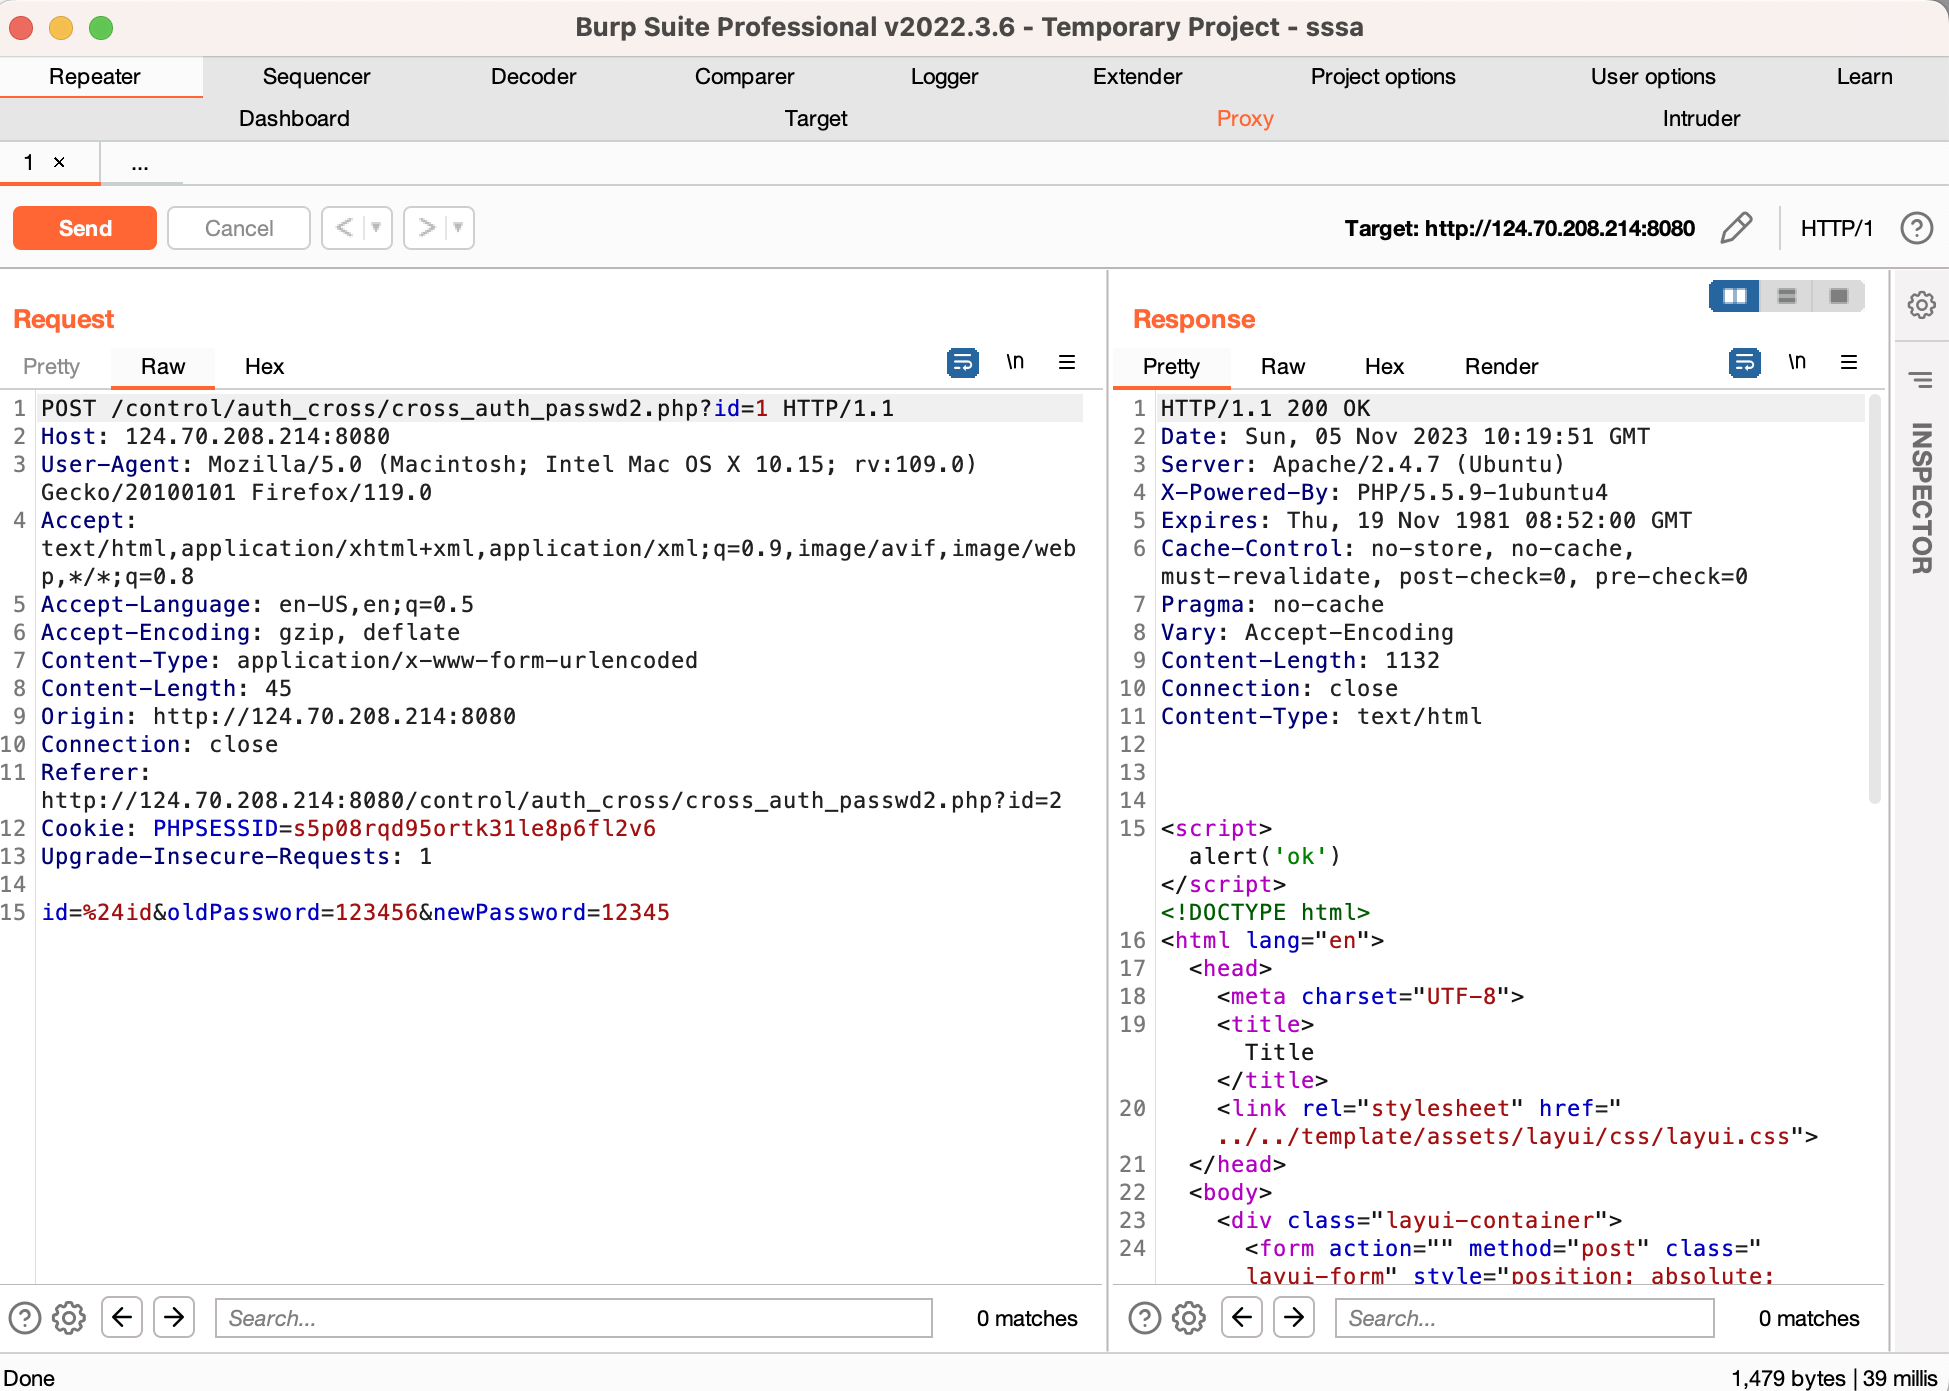 Burp Suite Professional v2022.3.6 - Temporary Project - sssa
Repeater Sequencer Decoder Comparer Logger Extender Project options User options Learn
Dashboard Target Proxy Intruder
1 × ...
Send Cancel < ▼ > ▼ Target: http://124.70.208.214:8080 HTTP/1 ?
Request
Pretty Raw Hex \n ≡
1 POST /control/auth_cross/cross_auth_passwd2.php?id=1 HTTP/1.1
2 Host: 124.70.208.214:8080
3 User-Agent: Mozilla/5.0 (Macintosh; Intel Mac OS X 10.15; rv:109.0)
Gecko/20100101 Firefox/119.0
4 Accept:
text/html,application/xhtml+xml,application/xml;q=0.9,image/avif,image/web
p,*/*;q=0.8
5 Accept-Language: en-US,en;q=0.5
6 Accept-Encoding: gzip, deflate
7 Content-Type: application/x-www-form-urlencoded
8 Content-Length: 45
9 Origin: http://124.70.208.214:8080
10 Connection: close
11 Referer:
http://124.70.208.214:8080/control/auth_cross/cross_auth_passwd2.php?id=2
12 Cookie: PHPSESSID=s5p08rqd95ortk31le8p6fl2v6
13 Upgrade-Insecure-Requests: 1
14
15 id=%24id&oldPassword=123456&newPassword=12345
? Search... 0 matches
Response
Pretty Raw Hex Render \n ≡
1 HTTP/1.1 200 OK
2 Date: Sun, 05 Nov 2023 10:19:51 GMT
3 Server: Apache/2.4.7 (Ubuntu)
4 X-Powered-By: PHP/5.5.9-1ubuntu4
5 Expires: Thu, 19 Nov 1981 08:52:00 GMT
6 Cache-Control: no-store, no-cache,
must-revalidate, post-check=0, pre-check=0
7 Pragma: no-cache
8 Vary: Accept-Encoding
9 Content-Length: 1132
10 Connection: close
11 Content-Type: text/html
12
13
14
15 <script>
alert('ok')
</script>
<!DOCTYPE html>
16 <html lang="en">
17 <head>
18 <meta charset="UTF-8">
19 <title>
Title
</title>
20 <link rel="stylesheet" href="
../../template/assets/layui/css/layui.css">
21 </head>
22 <body>
23 <div class="layui-container">
24 <form action="" method="post" class="
layui-form" style="position: absolute;
? Search... 0 matches
INSPECTOR
Done 1,479 bytes | 39 millis